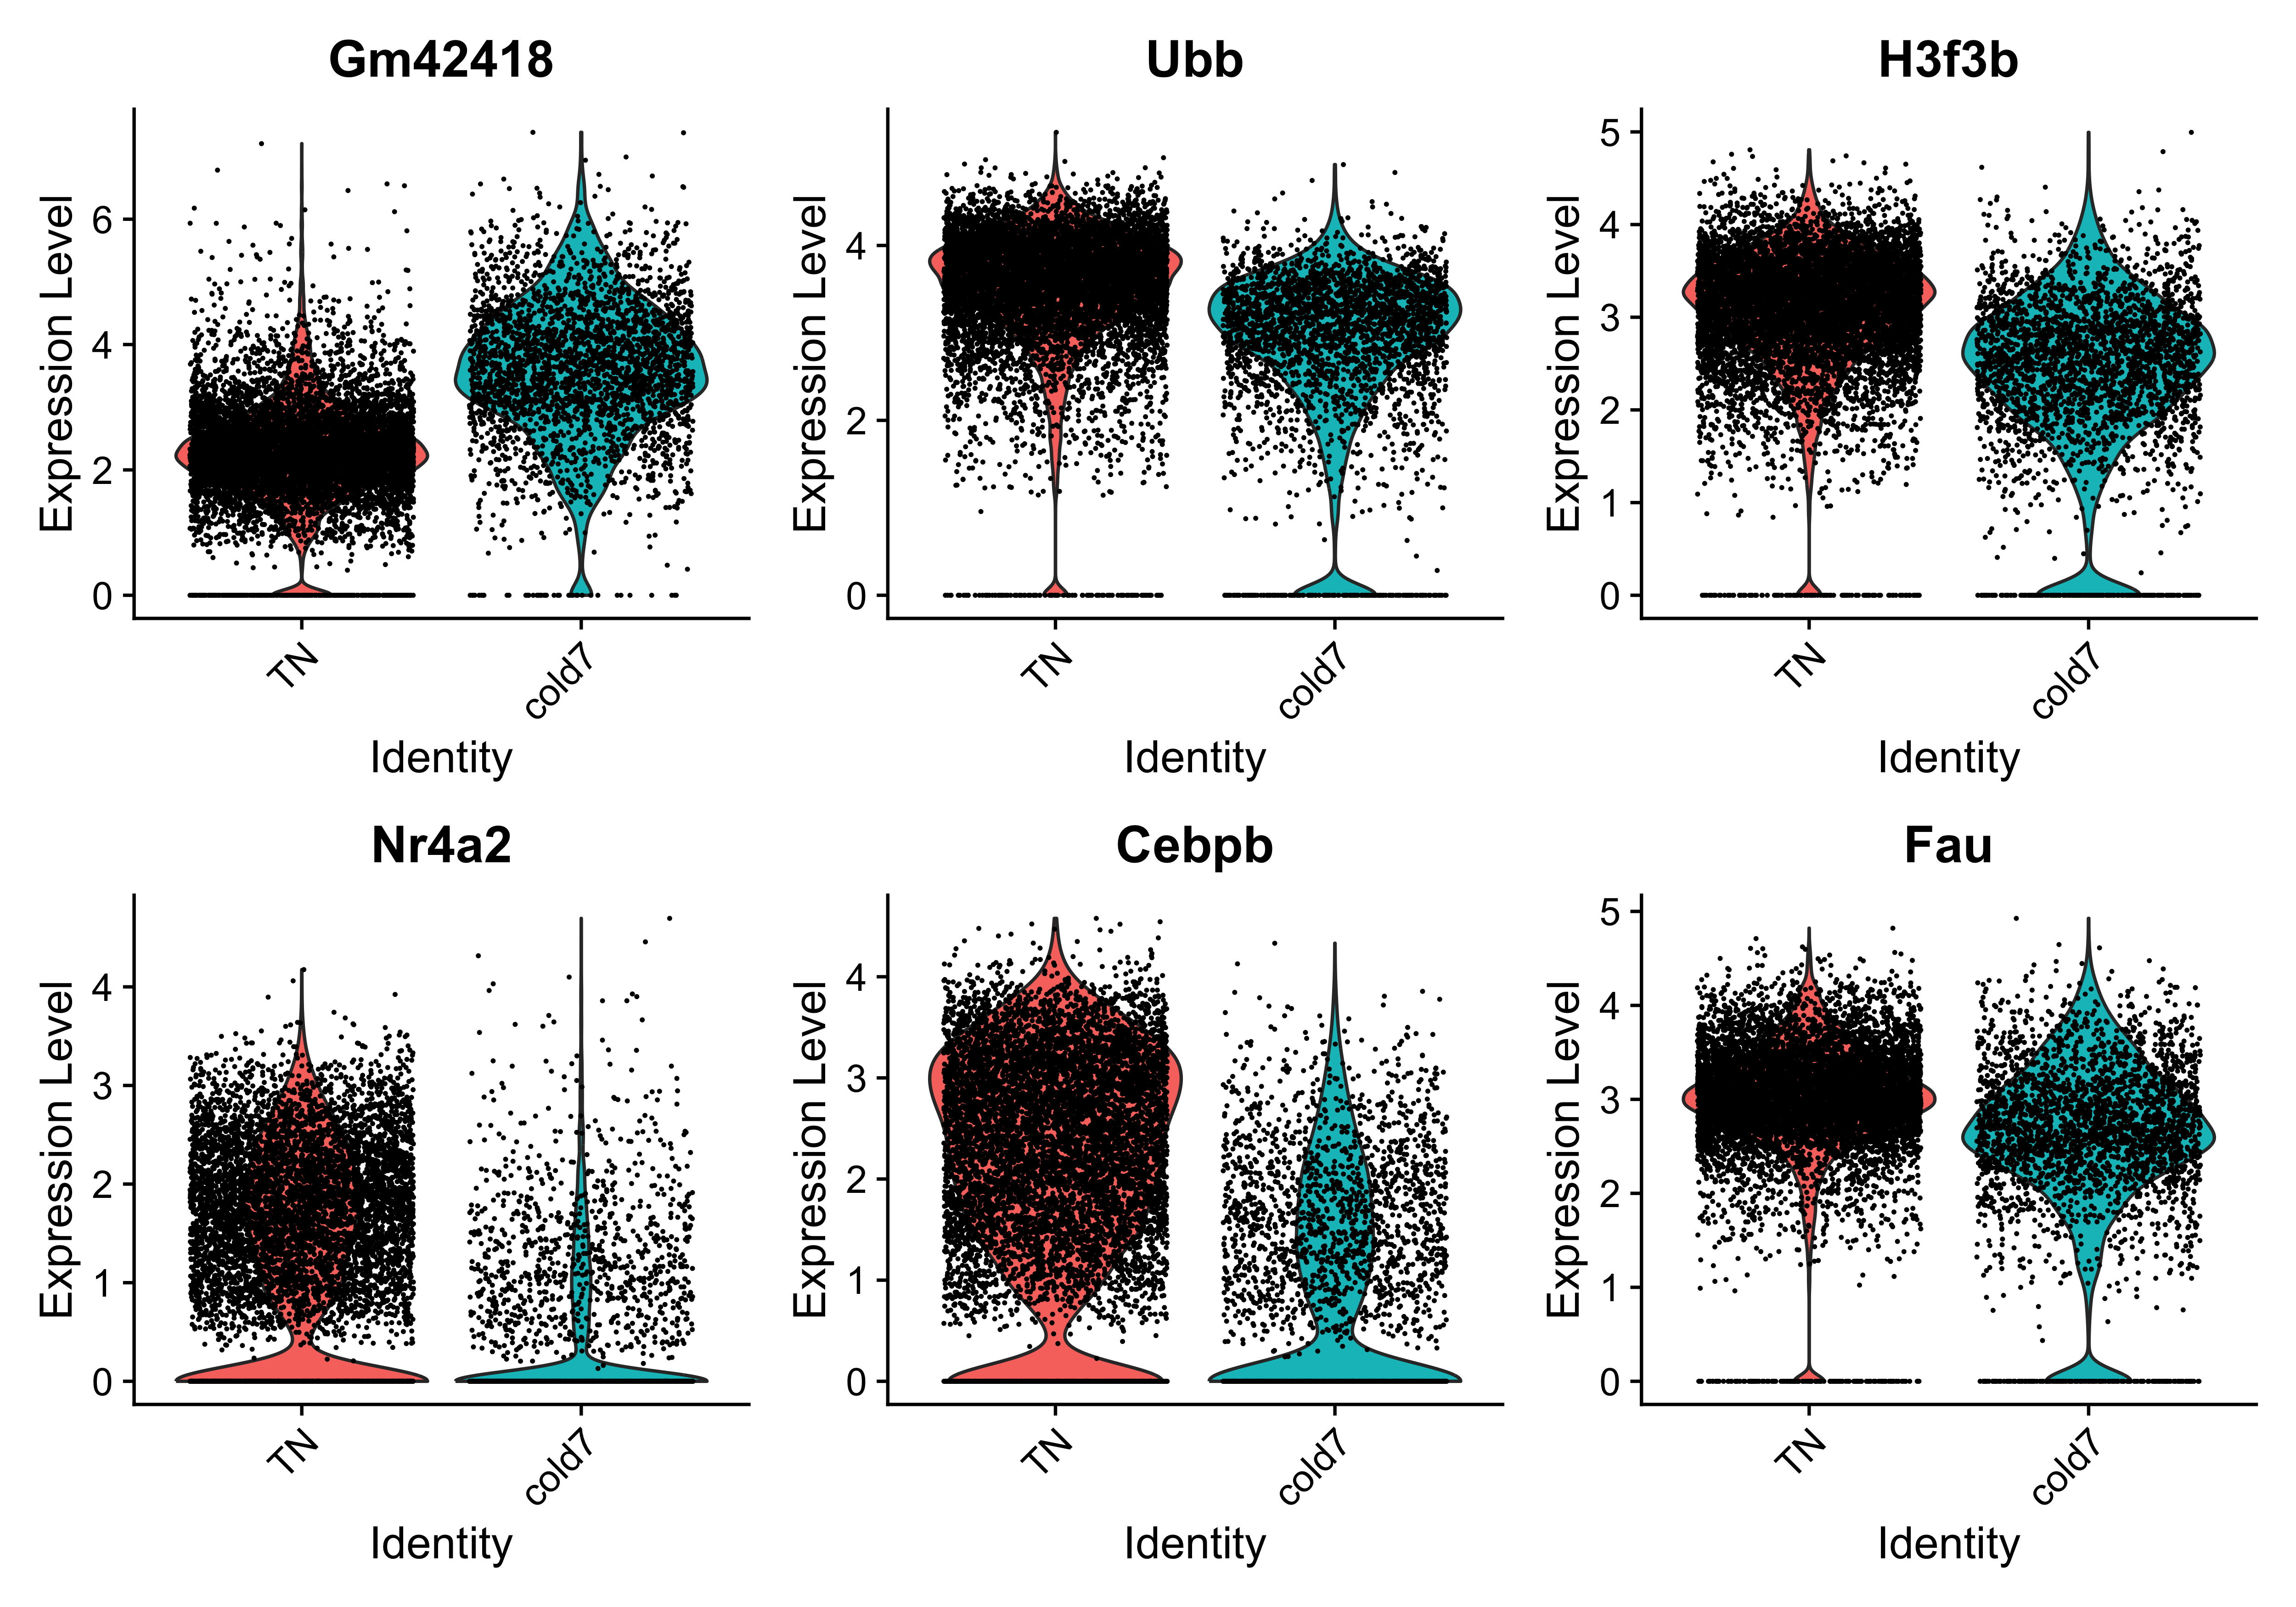 Gm42418
Expression Level
6
4
2
0
TN
cold7
Identity
Ubb
Expression Level
4
2
0
TN
cold7
Identity
H3f3b
Expression Level
5
4
3
2
1
0
TN
cold7
Identity
Nr4a2
Expression Level
4
3
2
1
0
TN
cold7
Identity
Cebpb
Expression Level
4
3
2
1
0
TN
cold7
Identity
Fau
Expression Level
5
4
3
2
1
0
TN
cold7
Identity